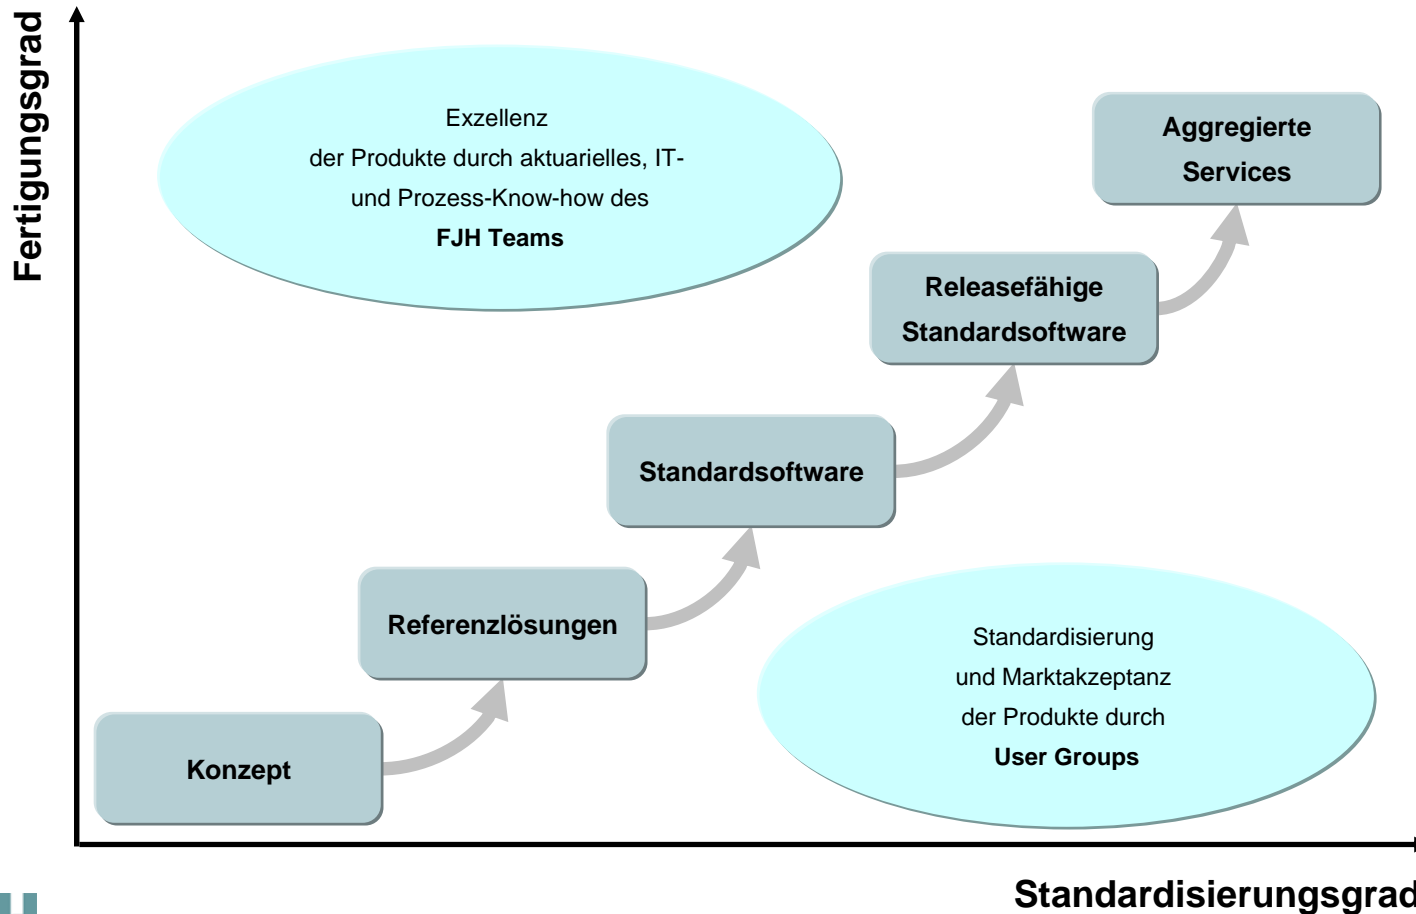 Fertigungsgrad
Exzellenz
der Produkte durch aktuarielles, IT-
und Prozess-Know-how des
FJH Teams
Aggregierte
Services
Releasefähige
Standardsoftware
Standardsoftware
Referenzlösungen
Konzept
Standardisierung
und Marktakzeptanz
der Produkte durch
User Groups
Standardisierungsgrad